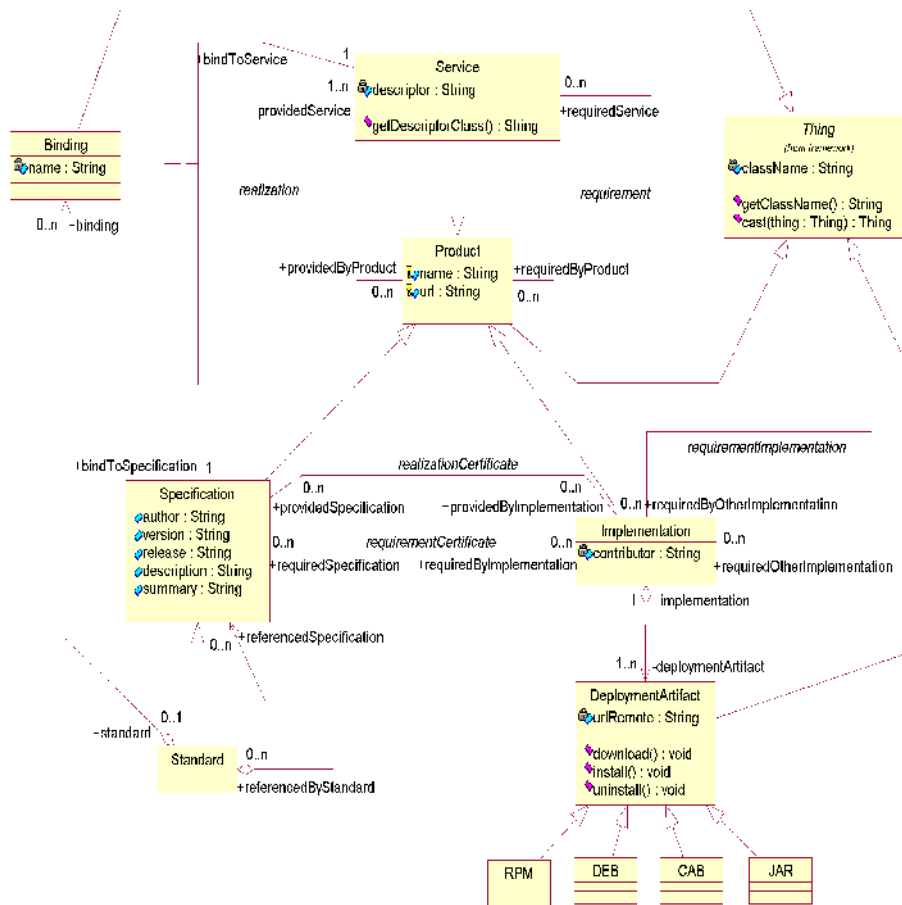 +bindToService
1
Service
1..n
descriptor : String
0..n
providedService
+requiredService
getDescriptorClass() : String
Binding
name : String
Thing
(from framework)
className : String
getClassName() : String
cast(thing : Thing) : Thing
realization
requirement
0..n
-binding
Product
+providedByProduct
name : String
+requiredByProduct
0..n
url : String
0..n
+bindToSpecification
1
realizationCertificate
requirementImplementation
Specification
0..n
0..n
author : String
+providedSpecification
-providedByImplementation
0..n
+requiredByOtherImplementation
version : String
Implementation
release : String
0..n
requirementCertificate
0..n
contributor : String
0..n
description : String
+requiredSpecification
+requiredByImplementation
+requiredOtherImplementation
summary : String
1
implementation
+referencedSpecification
0..n
1..n
-deploymentArtifact
DeploymentArtifact
0..1
urlRemote : String
-standard
Standard
0..n
download() : void
install() : void
+referencedByStandard
uninstall() : void
RPM
DEB
CAB
JAR